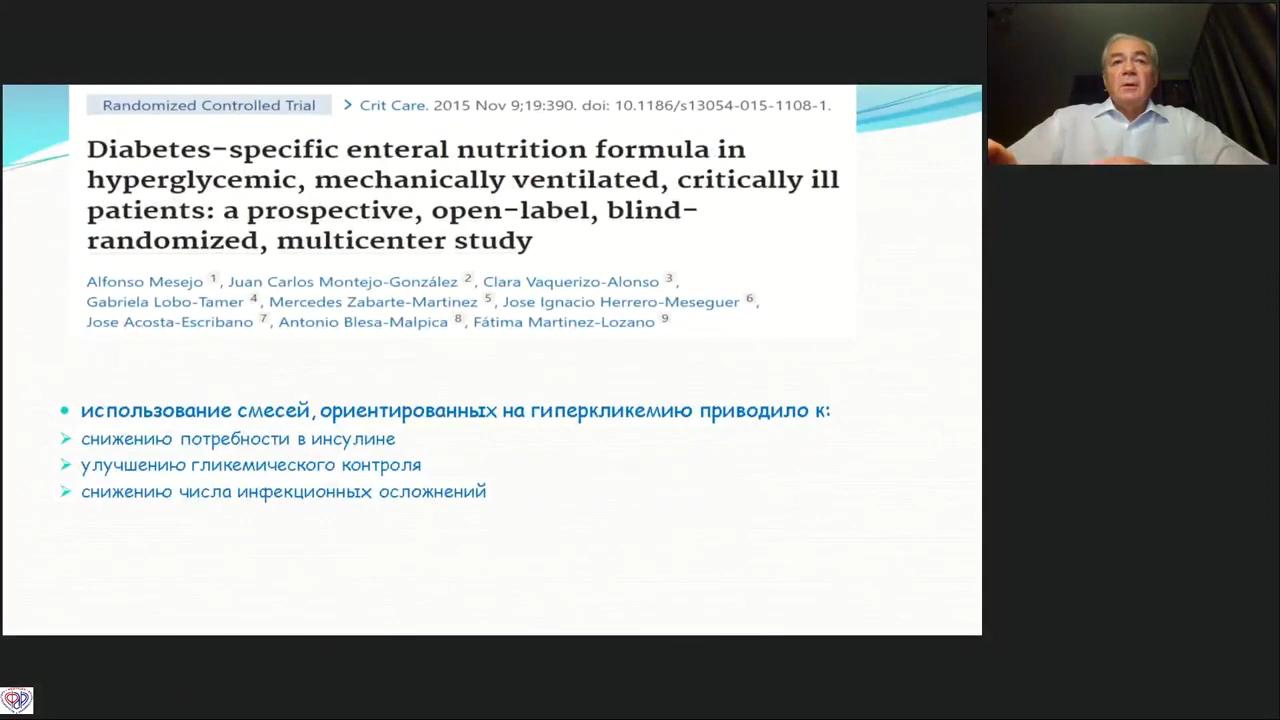 Randomized Controlled Trial > Crit Care. 2015 Nov 9;19:390. doi: 10.1186/s13054-015-1108-1.
Diabetes-specific enteral nutrition formula in
hyperglycemic, mechanically ventilated, critically ill
patients: a prospective, open-label, blind-
randomized, multicenter study
Alfonso Mesejo 1, Juan Carlos Montejo-González 2, Clara Vaquerizo-Alonso 3,
Gabriela Lobo-Tamer 4, Mercedes Zabarte-Martinez 5, Jose Ignacio Herrero-Meseguer 6,
Jose Acosta-Escribano 7, Antonio Blesa-Malpica 8, Fátima Martinez-Lozano 9
• использование смесей, ориентированных на гиперкликемию приводило к:
➢ снижению потребности в инсулине
➢ улучшению гликемического контроля
➢ снижению числа инфекционных осложнений